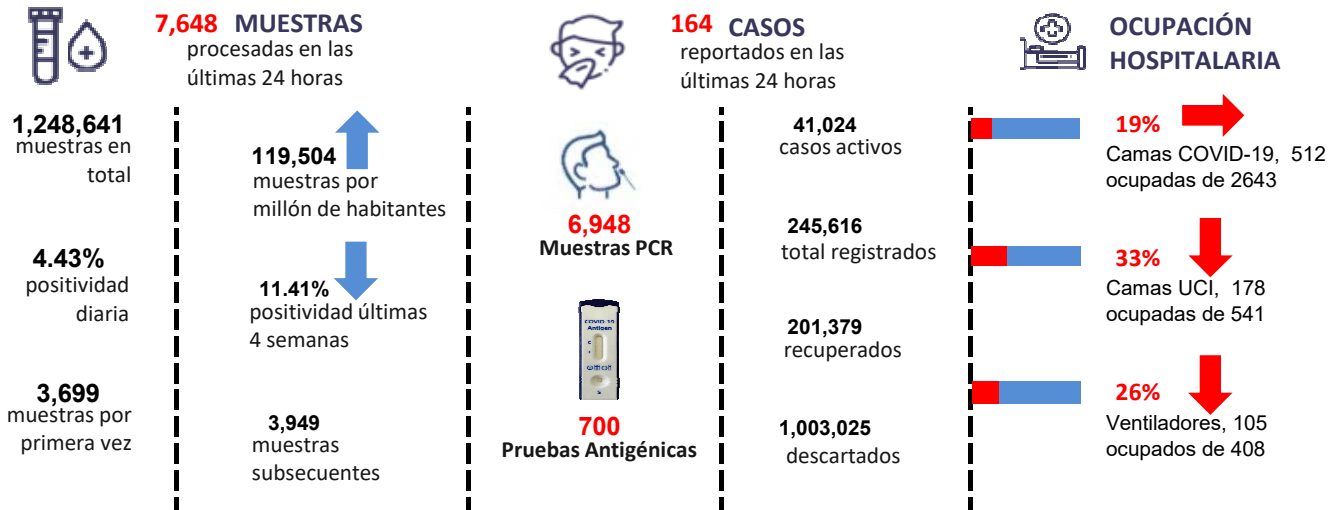 7,648 MUESTRAS
procesadas en las
últimas 24 horas
1,248,641
muestras en
total
4.43%
positividad
diaria
3,699
muestras por
primera vez
119,504
muestras por
millón de habitantes
11.41%
positividad últimas
4 semanas
3,949
muestras
subsecuentes
164 CASOS
reportados en las
últimas 24 horas
6,948
Muestras PCR
COVID-19
Antigen
700
Pruebas Antigénicas
41,024
casos activos
245,616
total registrados
201,379
recuperados
1,003,025
descartados
OCUPACIÓN
HOSPITALARIA
19%
Camas COVID-19, 512
ocupadas de 2643
33%
Camas UCI, 178
ocupadas de 541
26%
Ventiladores, 105
ocupados de 408